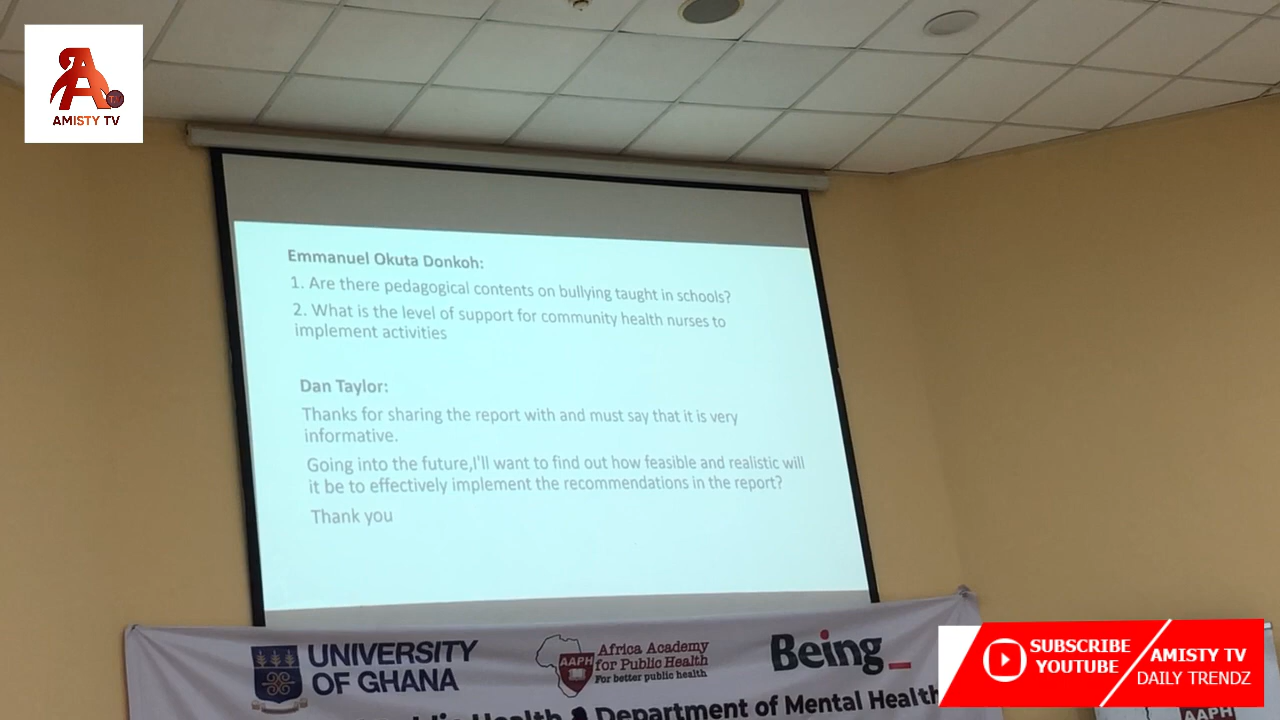 AMISTY TV
Emmanuel Okuta Donkoh:
1. Are there pedagogical contents on bullying taught in schools?
2. What is the level of support for community health nurses to
implement activities
Dan Taylor:
Thanks for sharing the report with and must say that it is very
informative.
Going into the future,I'll want to find out how feasible and realistic will
it be to effectively implement the recommendations in the report?
Thank you
UNIVERSITY
OF GHANA
AAPH
Africa Academy
for Public Health
For better public health
Being_
Health
Department of Mental Health
SUBSCRIBE
YOUTUBE
AMISTY TV
DAILY TRENDZ
AAPH